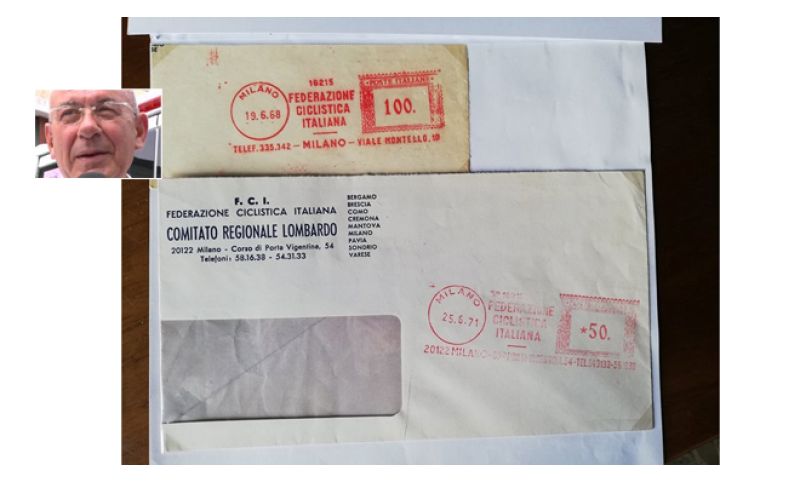 16215
MILANO
19.6.68
FEDERAZIONE
CICLISTICA
ITALIANA
POSTE ITALIANE
100.
TELEF. 335.342 — MILANO — VIALE MONTELLO, 10
F. C. I.
FEDERAZIONE CICLISTICA ITALIANA
COMITATO REGIONALE LOMBARDO
20122 Milano - Corso di Porta Vigentina, 54
Telefoni: 58.16.38 - 54.31.33
BERGAMO
BRESCIA
COMO
CREMONA
MANTOVA
MILANO
PAVIA
SONDRIO
VARESE
MILANO
25.6.71
FEDERAZIONE
CICLISTICA
ITALIANA
*50.
20122 MILANO